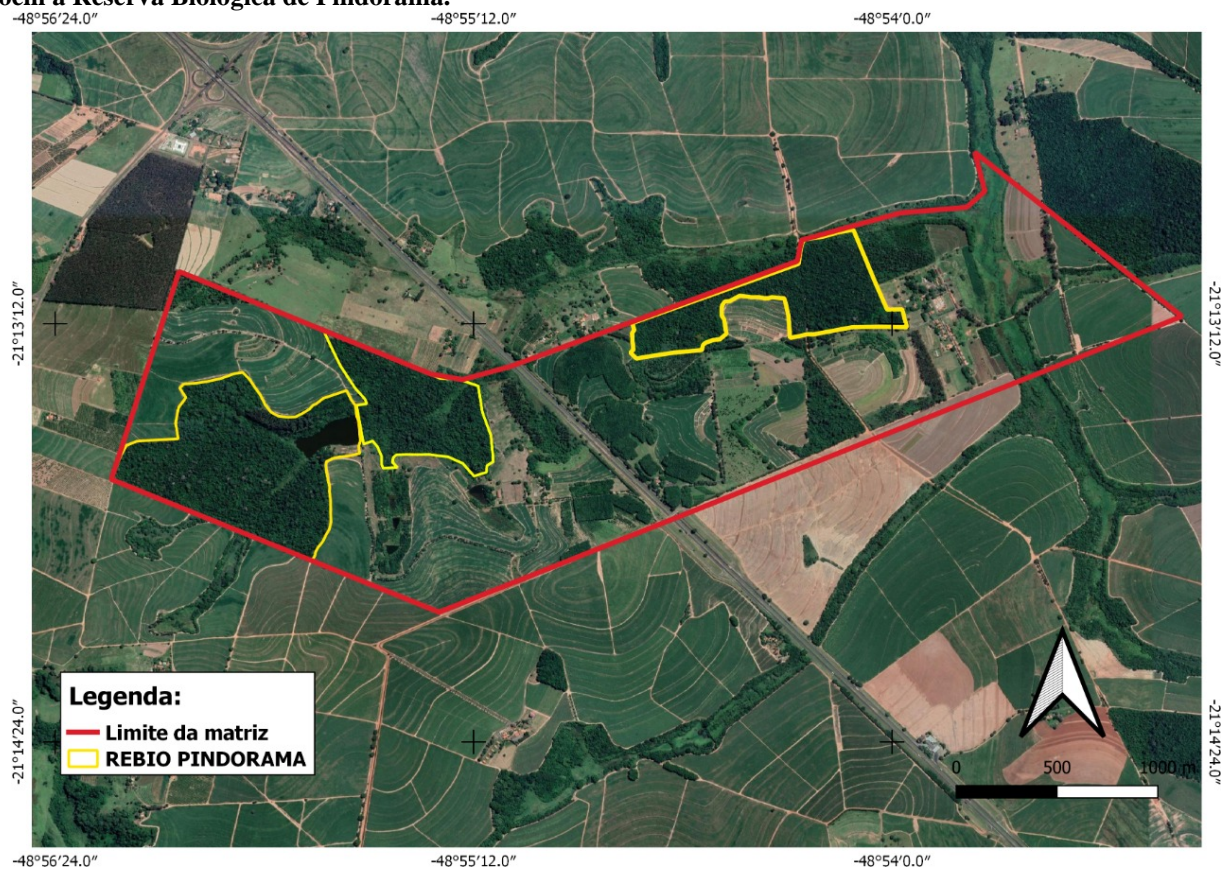 a Reserva Biológica de Pindorama.
-48°56'24.0″ -48°55'12.0″ -48°54'0.0″
-21°13'12.0″ -21°13'12.0″
-21°14'24.0″ -21°14'24.0″
Legenda:
Limite da matriz
REBIO PINDORAMA
0 500 1000 m
-48°56'24.0″ -48°55'12.0″ -48°54'0.0″